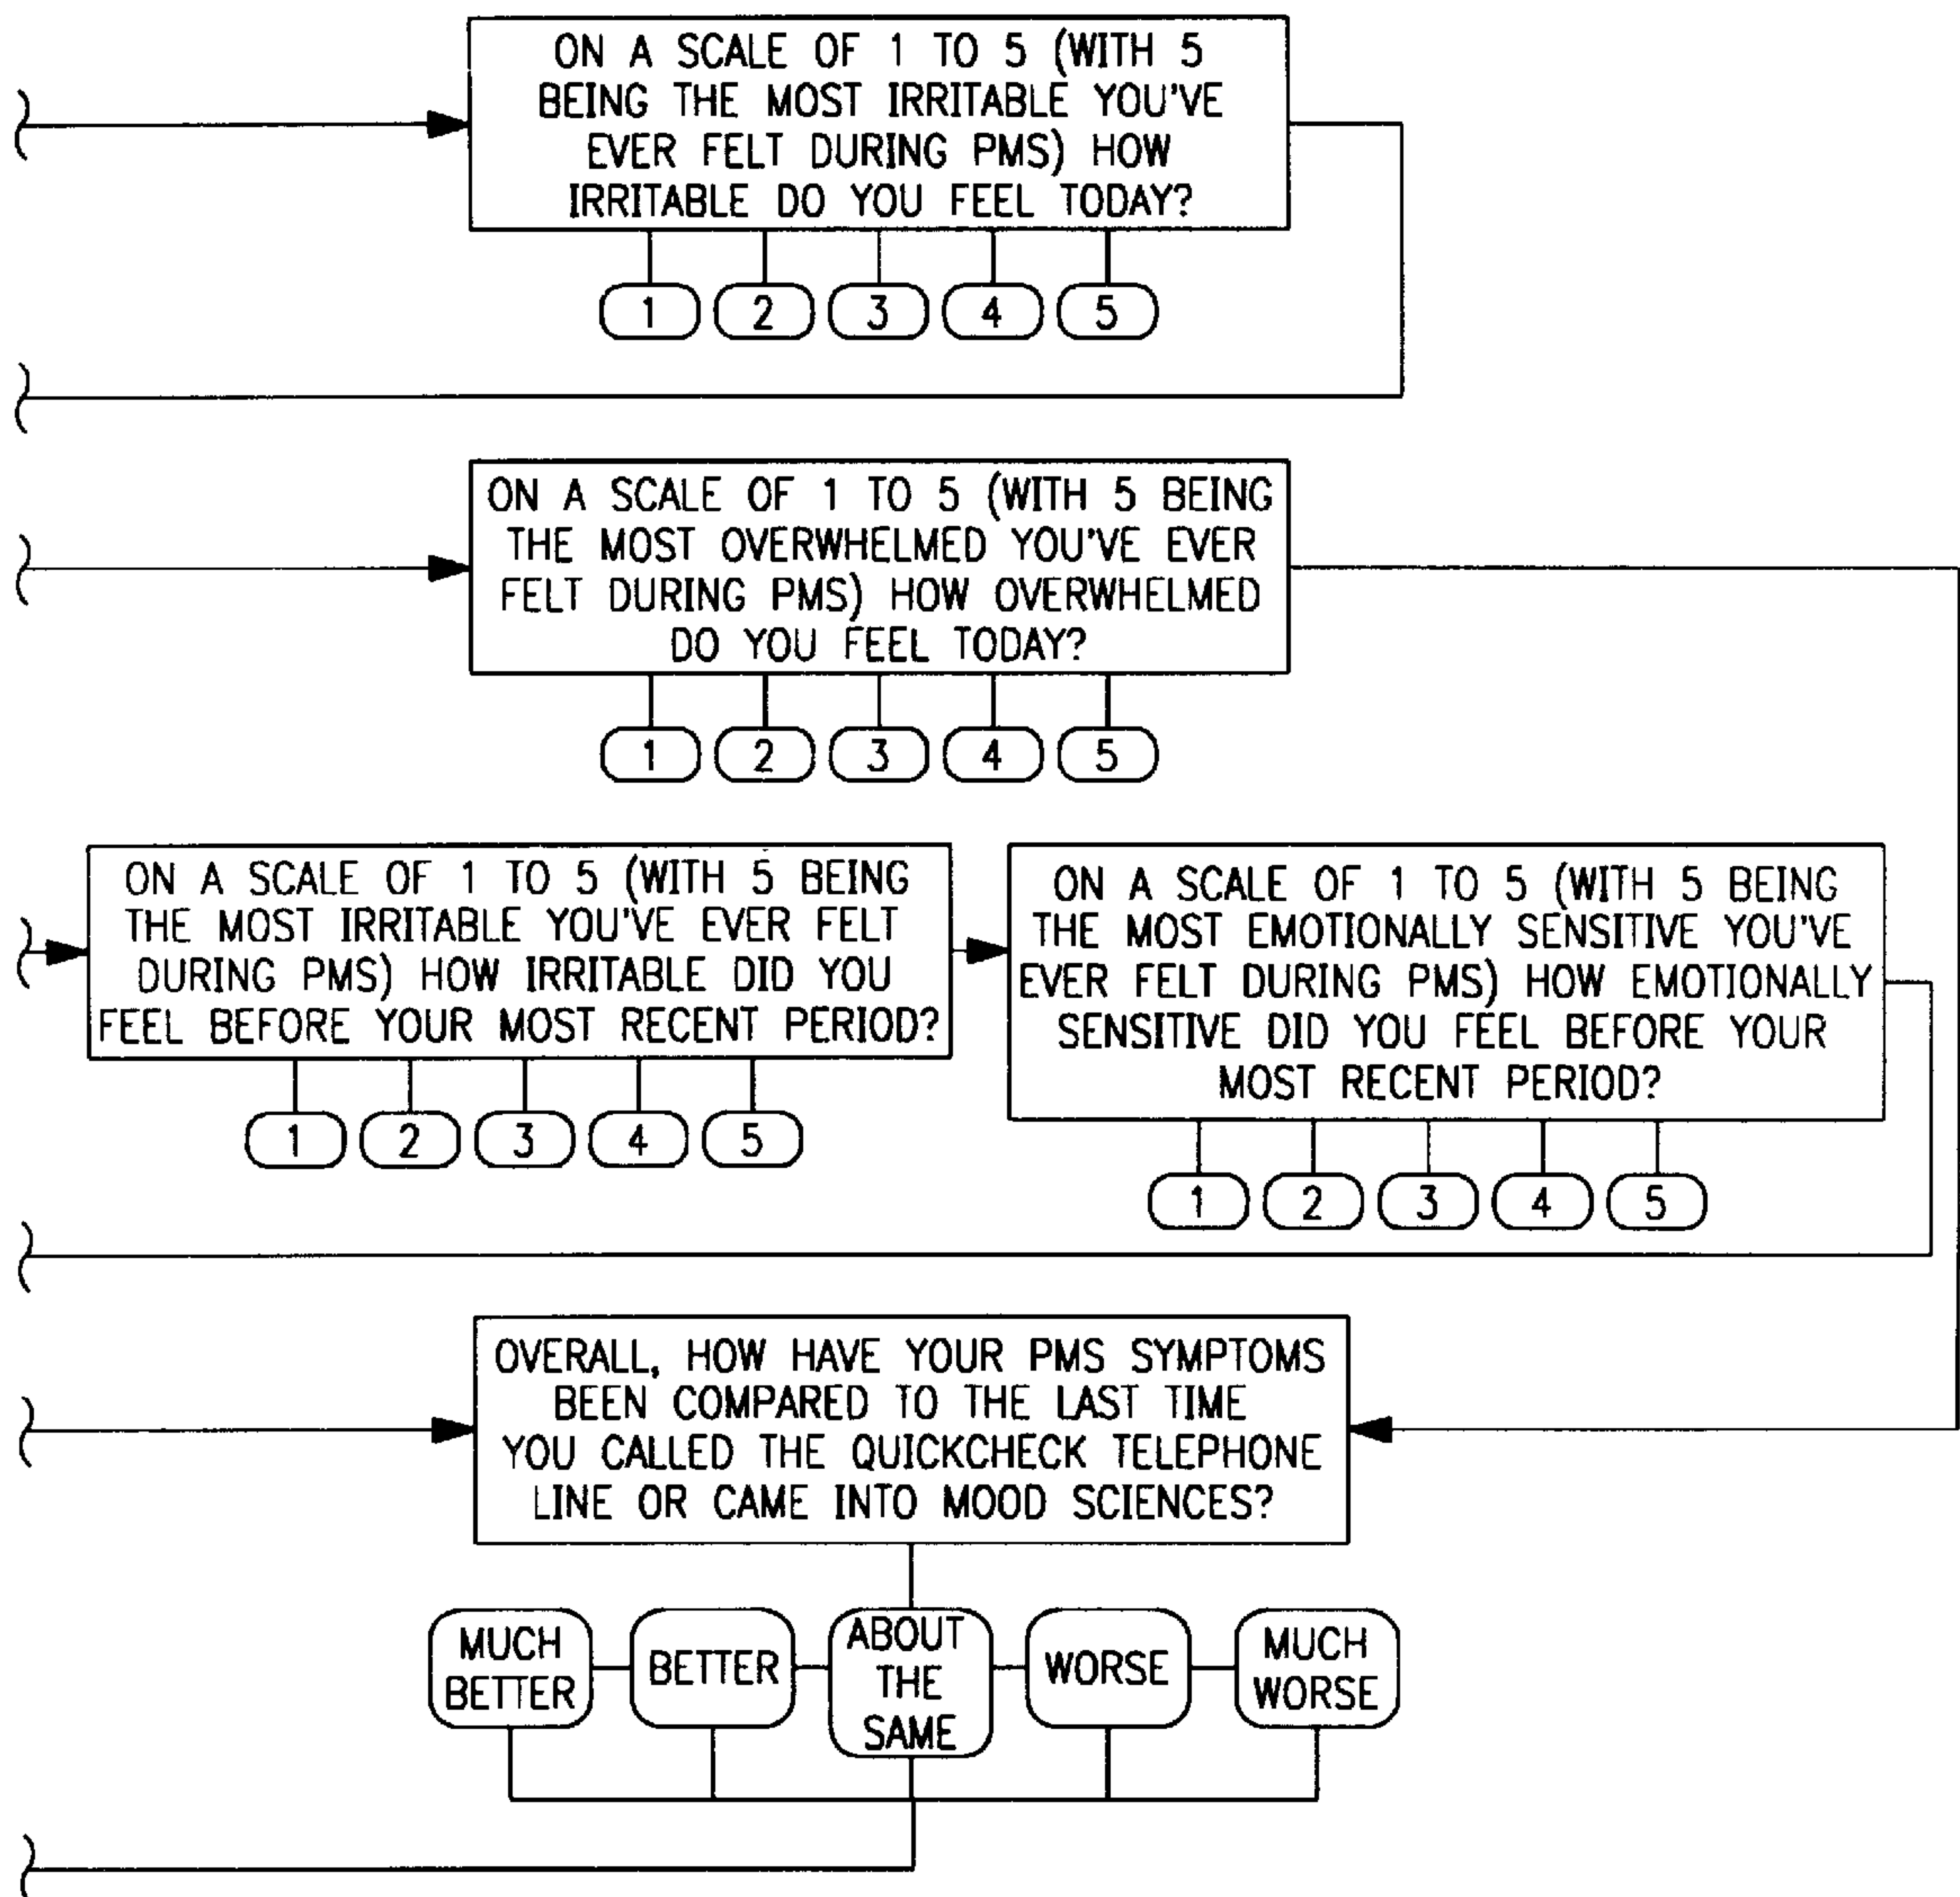 ON A SCALE OF 1 TO 5 (WITH 5
BEING THE MOST IRRITABLE YOU'VE
EVER FELT DURING PMS) HOW
IRRITABLE DO YOU FEEL TODAY?
1 2 3 4 5
ON A SCALE OF 1 TO 5 (WITH 5 BEING
THE MOST OVERWHELMED YOU'VE EVER
FELT DURING PMS) HOW OVERWHELMED
DO YOU FEEL TODAY?
1 2 3 4 5
ON A SCALE OF 1 TO 5 (WITH 5 BEING
THE MOST IRRITABLE YOU'VE EVER FELT
DURING PMS) HOW IRRITABLE DID YOU
FEEL BEFORE YOUR MOST RECENT PERIOD?
1 2 3 4 5
ON A SCALE OF 1 TO 5 (WITH 5 BEING
THE MOST EMOTIONALLY SENSITIVE YOU'VE
EVER FELT DURING PMS) HOW EMOTIONALLY
SENSITIVE DID YOU FEEL BEFORE YOUR
MOST RECENT PERIOD?
1 2 3 4 5
OVERALL, HOW HAVE YOUR PMS SYMPTOMS
BEEN COMPARED TO THE LAST TIME
YOU CALLED THE QUICKCHECK TELEPHONE
LINE OR CAME INTO MOOD SCIENCES?
MUCH
BETTER
BETTER
ABOUT
THE
SAME
WORSE
MUCH
WORSE